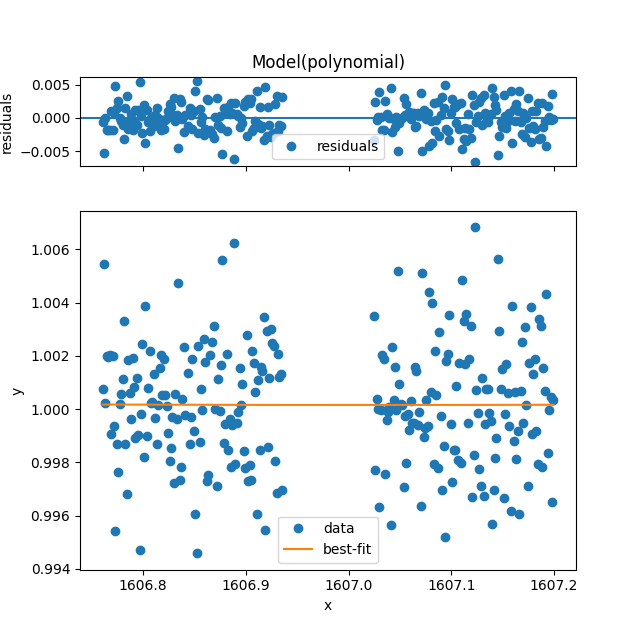 Model(polynomial)
residuals
0.005
0.000
−0.005
residuals
y
1.006
1.004
1.002
1.000
0.998
0.996
0.994
data
best-fit
1606.8 1606.9 1607.0 1607.1 1607.2
x